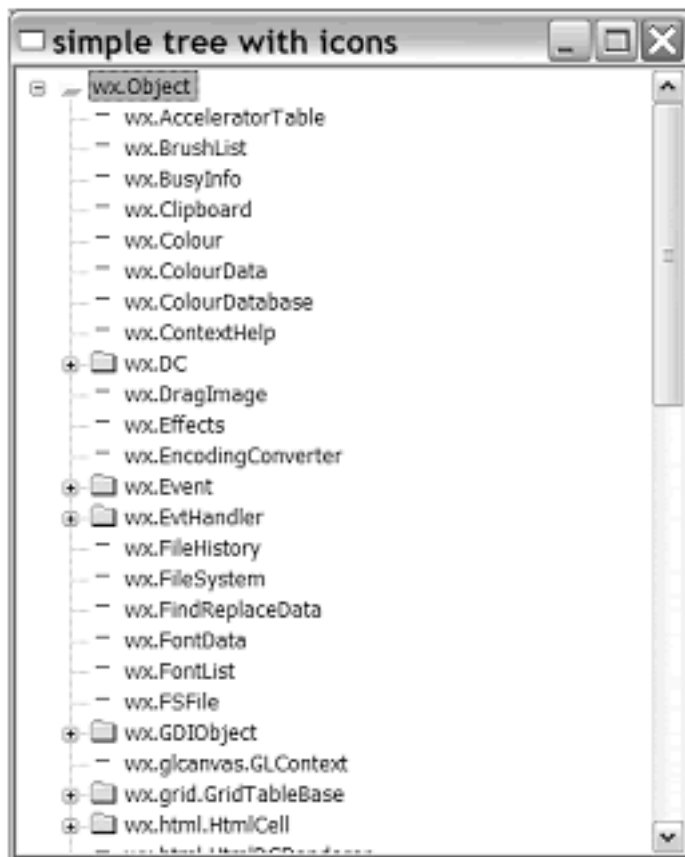 simple tree with icons
wx.Object
wx.AcceleratorTable
wx.BrushList
wx.BusyInfo
wx.Clipboard
wx.Colour
wx.ColourData
wx.ColourDatabase
wx.ContextHelp
wx.DC
wx.DragImage
wx.Effects
wx.EncodingConverter
wx.Event
wx.EvtHandler
wx.FileHistory
wx.FileSystem
wx.FindReplaceData
wx.FontData
wx.FontList
wx.FSFile
wx.GDIObject
wx.glcanvas.GLContext
wx.grid.GridTableBase
wx.html.HtmlCell